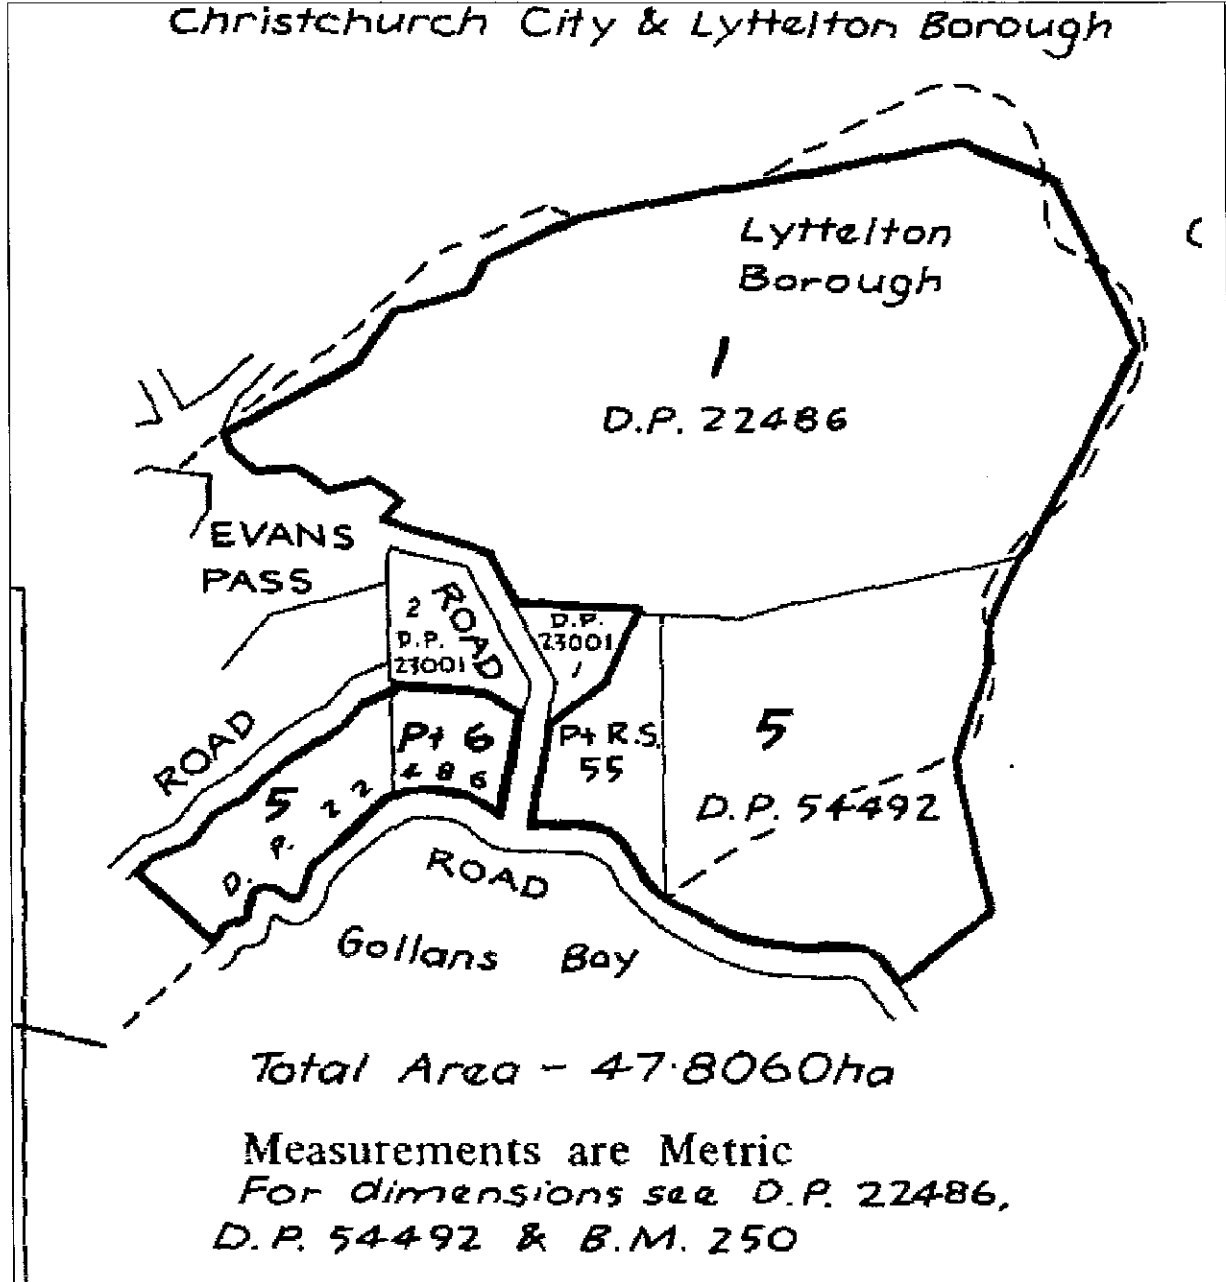 Christchurch City & Lyttelton Borough
Lyttelton
Borough
1
D.P. 22486
EVANS
PASS
ROAD
2
D.P.
23001
D.P.
23001
1
ROAD
Pt 6
486
Pt R.S.
55
5
D.P. 54492
5
D. P. 22
ROAD
Gollans Bay
Total Area - 47.8060ha
Measurements are Metric
For dimensions see D.P. 22486,
D.P. 54492 & B.M. 250